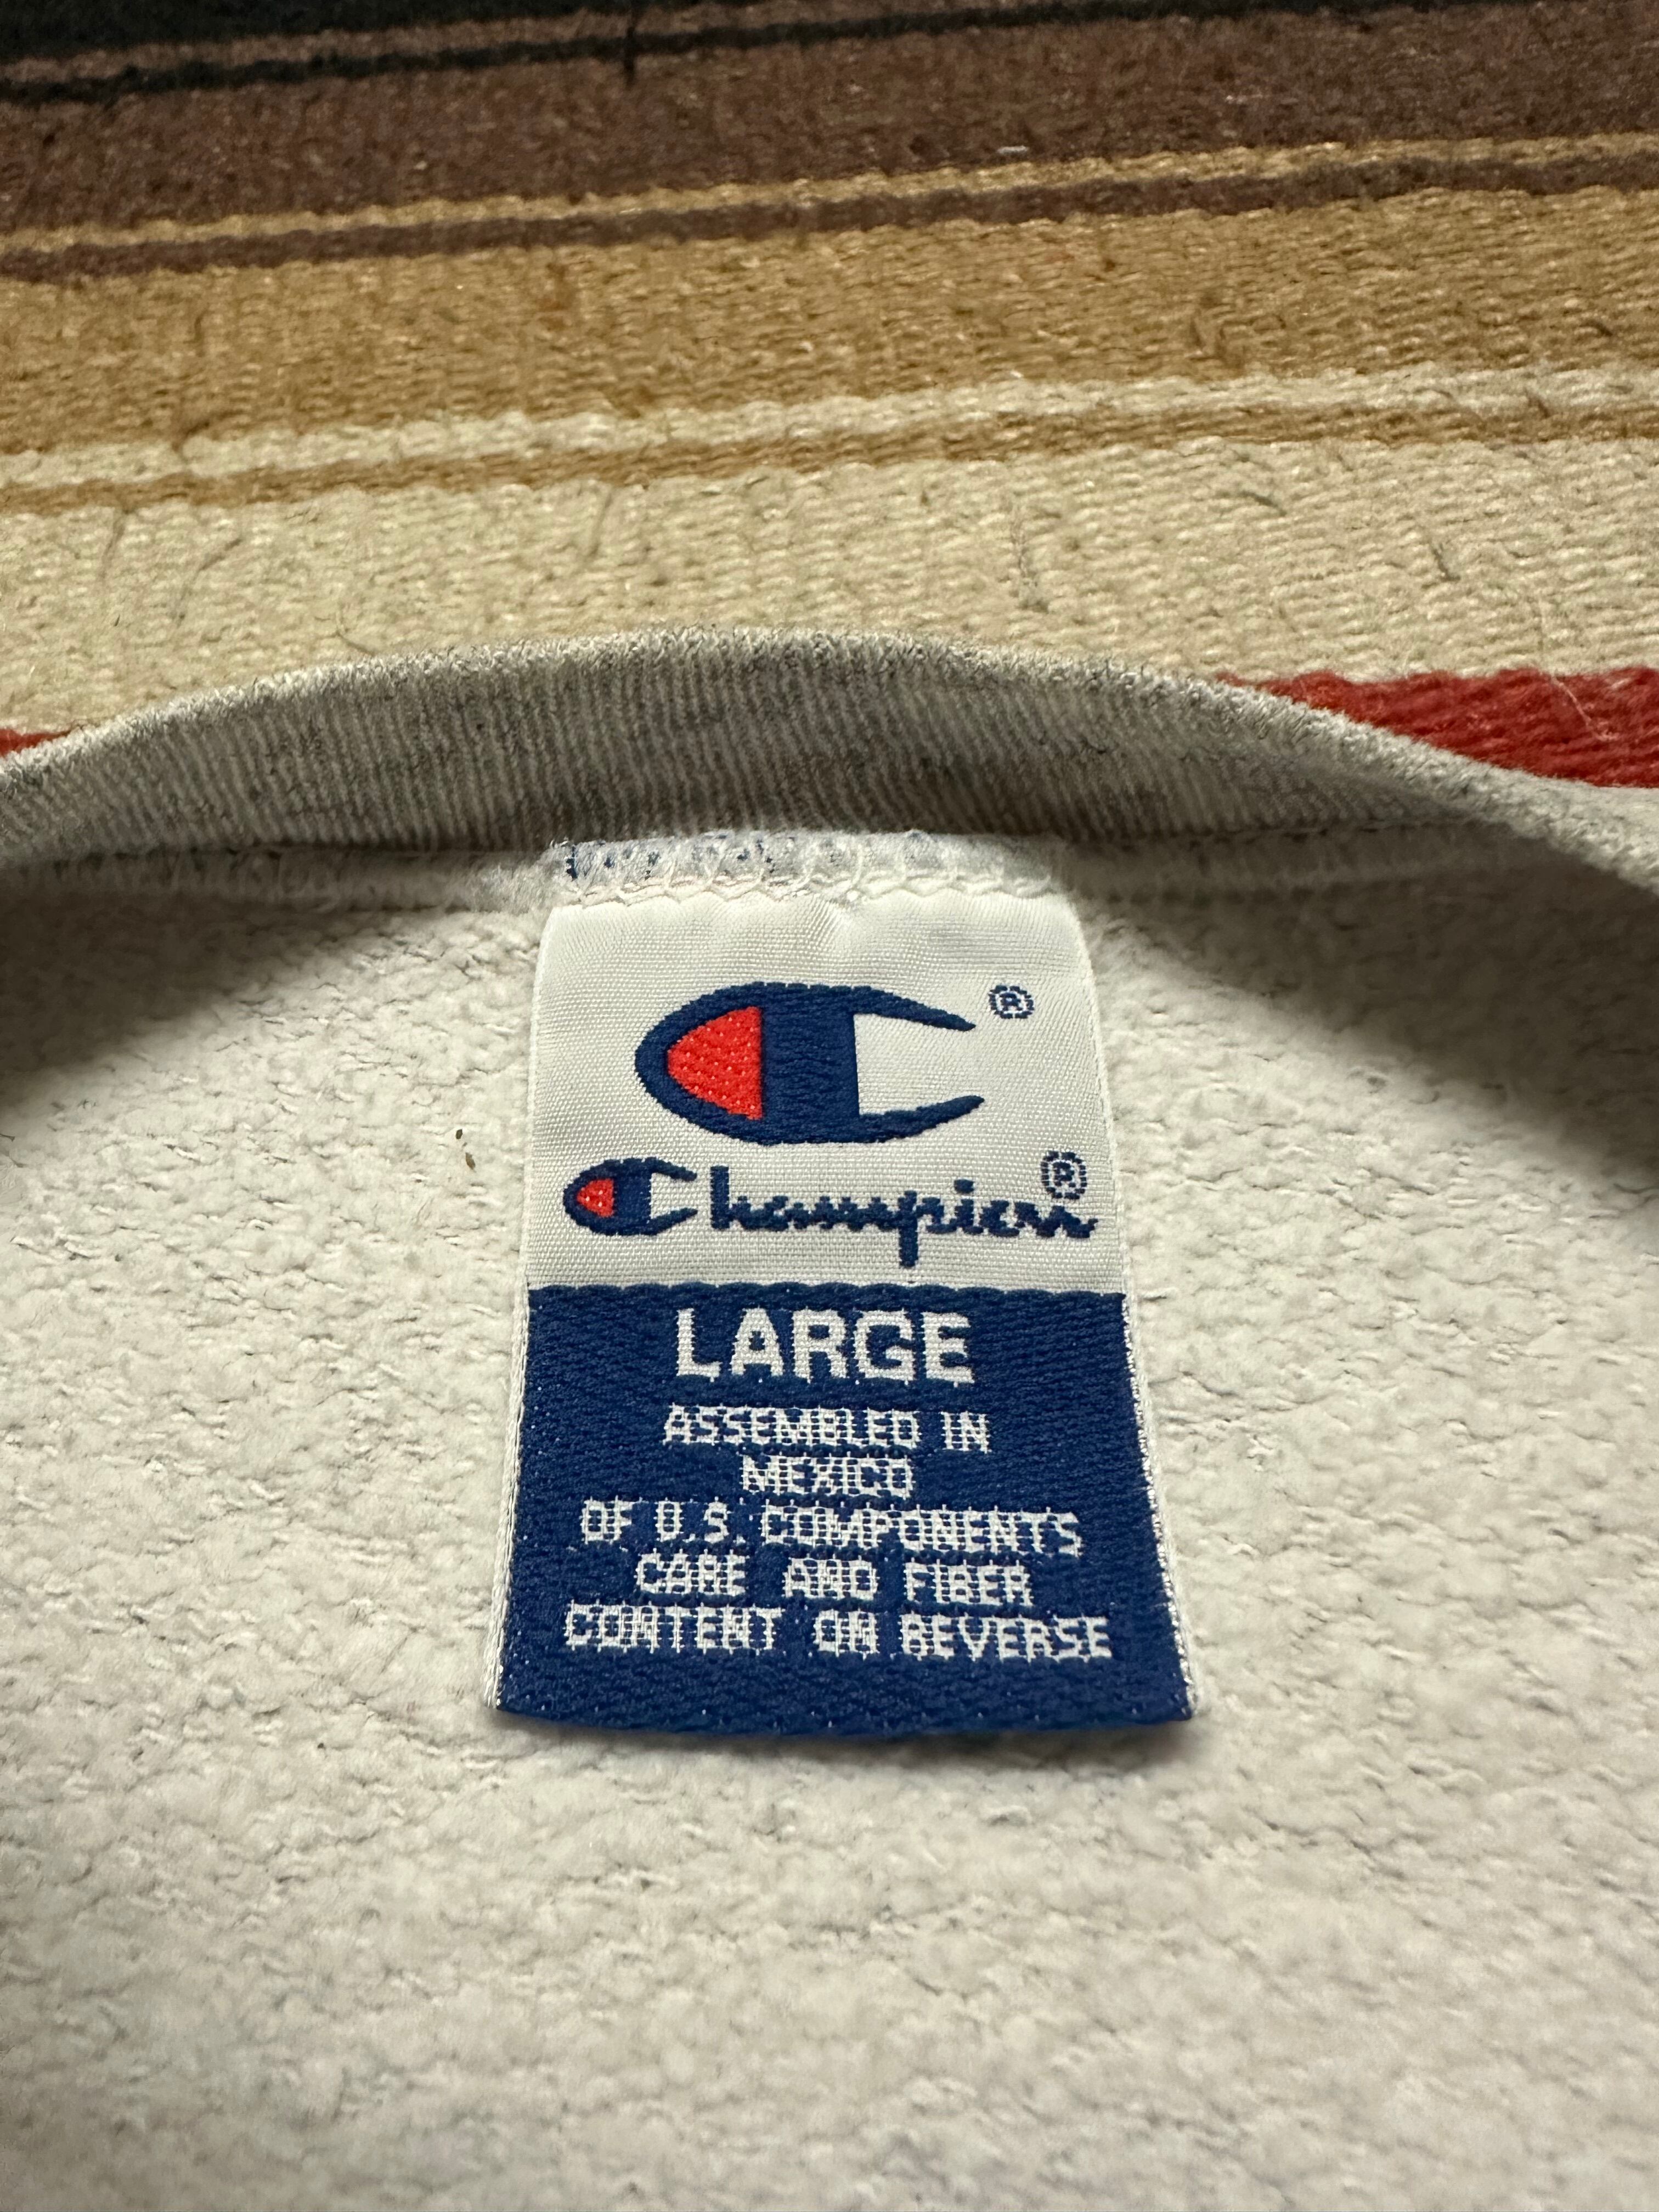 ®
Champion®
LARGE
ASSEMBLED IN
MEXICO
OF U.S. COMPONENTS
CARE AND FIBER
CONTENT ON REVERSE